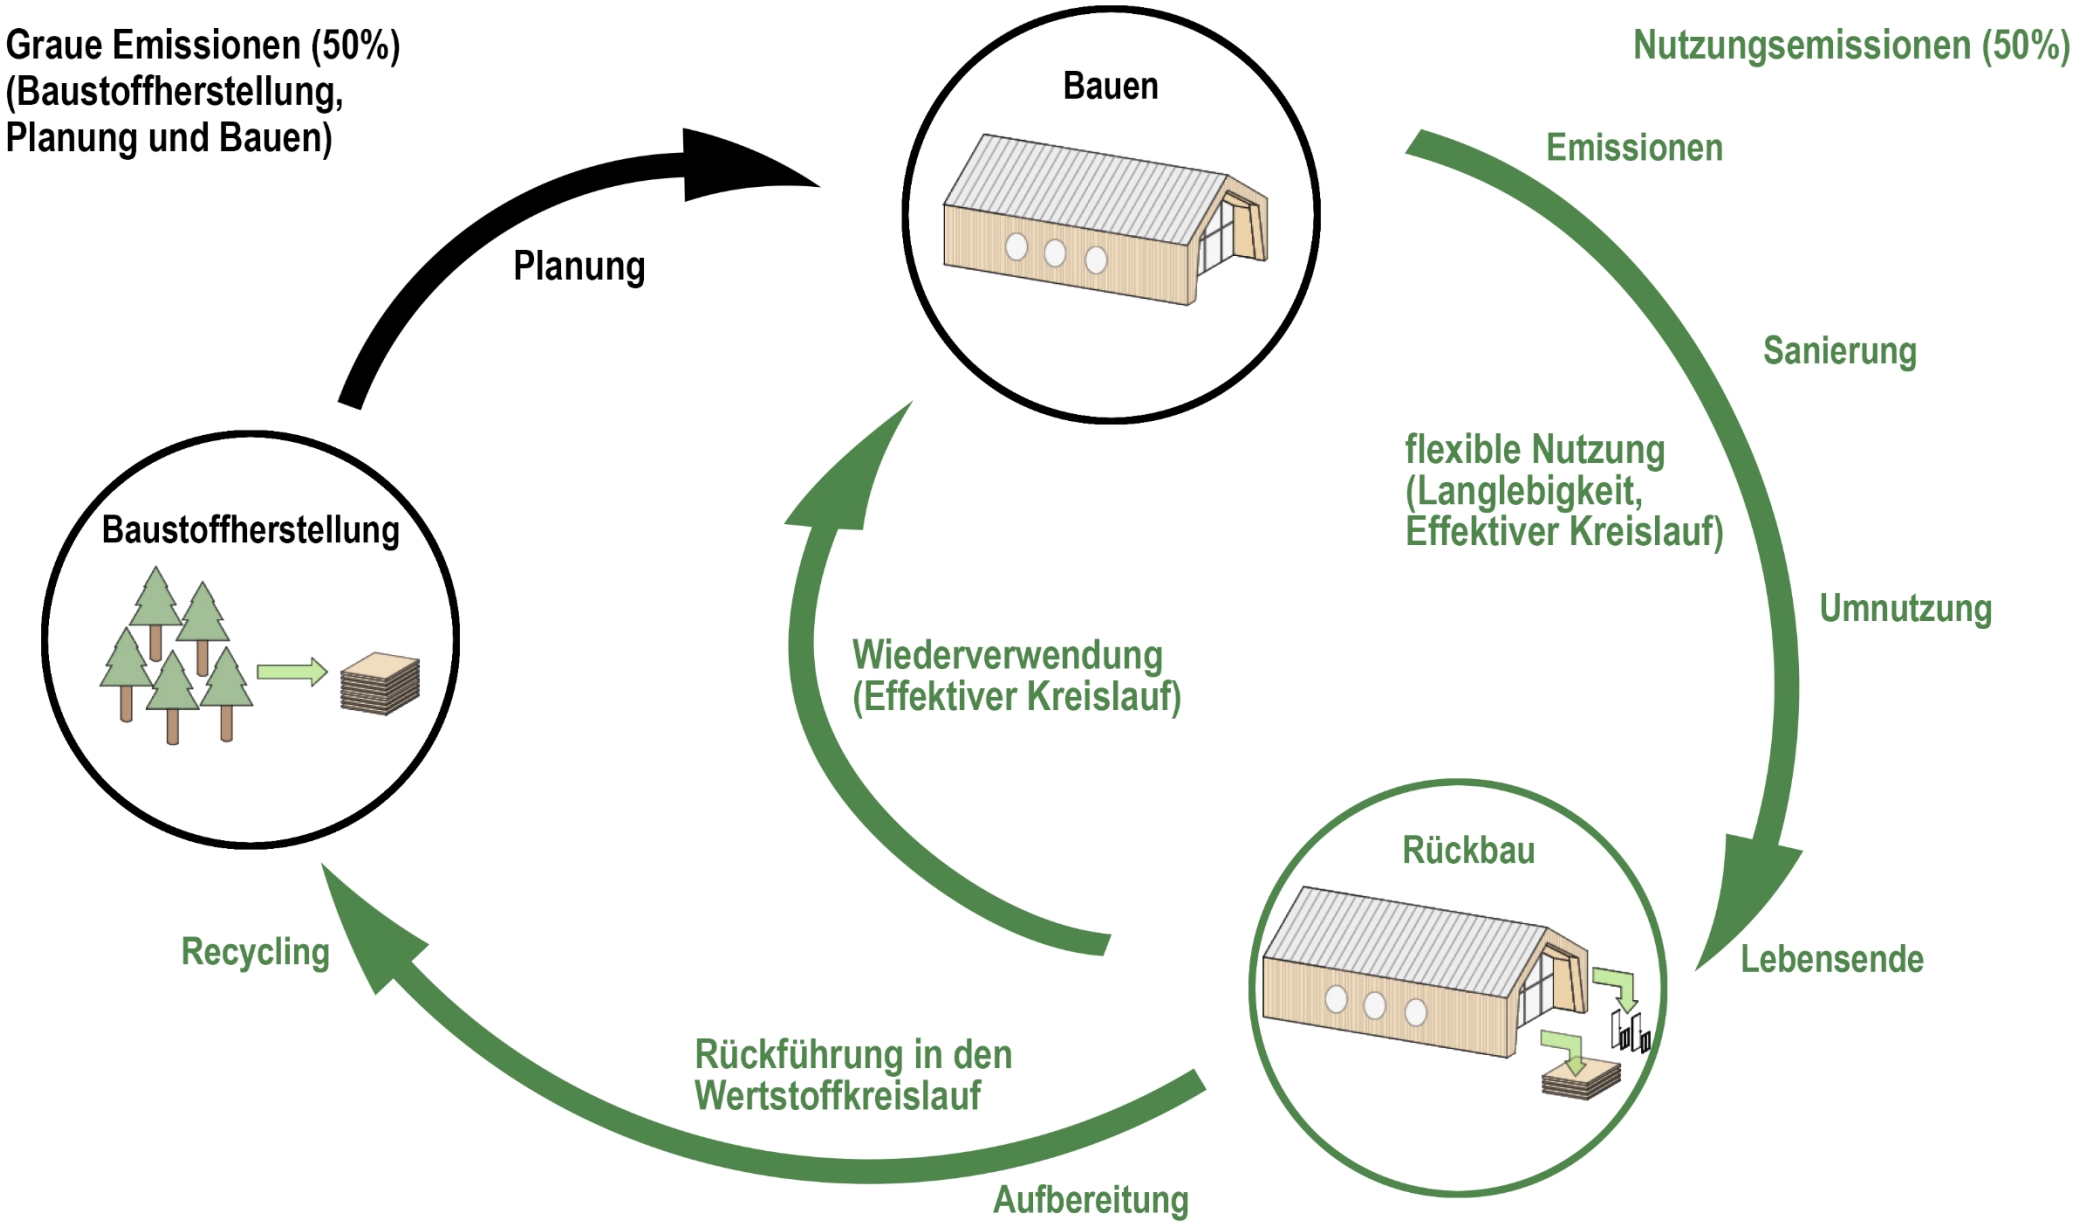 Graue Emissionen (50%)
(Baustoffherstellung,
Planung und Bauen)
Nutzungsemissionen (50%)
Bauen
Emissionen
Planung
Sanierung
flexible Nutzung
(Langlebigkeit,
Effektiver Kreislauf)
Baustoffherstellung
Umnutzung
Wiederverwendung
(Effektiver Kreislauf)
Rückbau
Recycling
Lebensende
Rückführung in den
Wertstoffkreislauf
Aufbereitung